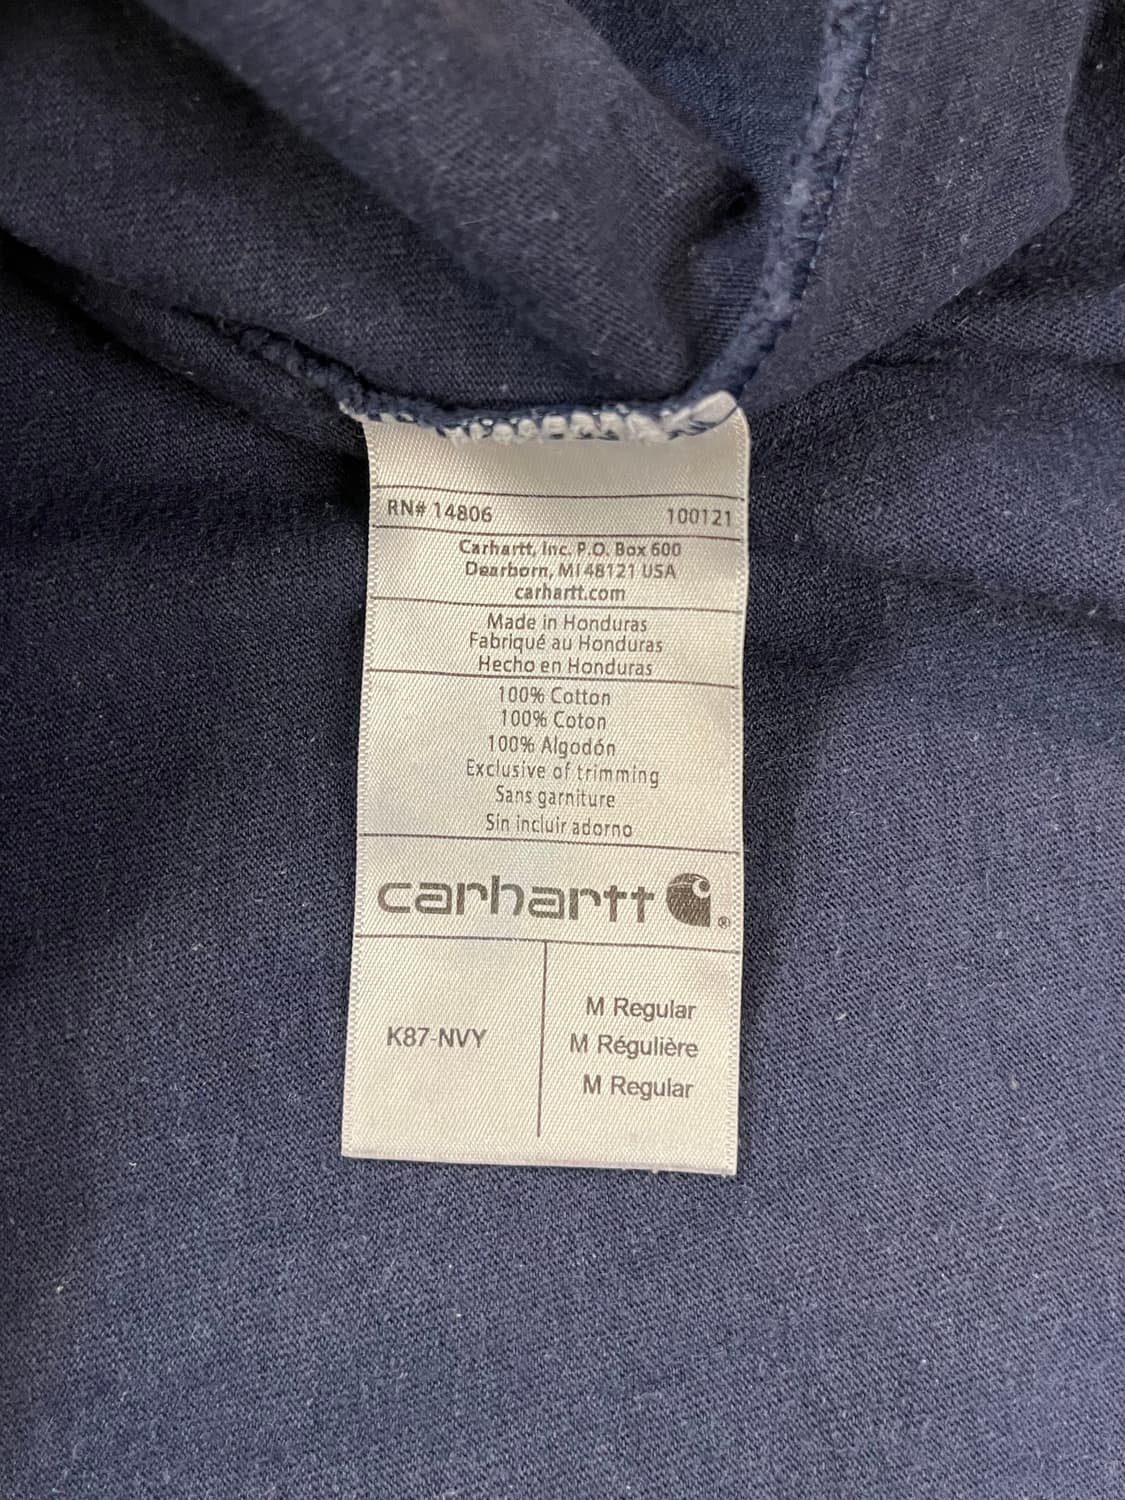 RN# 14806 100121
Carhartt, Inc. P.O. Box 600
Dearborn, MI 48121 USA
carhartt.com
Made in Honduras
Fabriqué au Honduras
Hecho en Honduras
100% Cotton
100% Coton
100% Algodón
Exclusive of trimming
Sans garniture
Sin incluir adorno
carhartt ®
K87-NVY
M Regular
M Régulière
M Regular